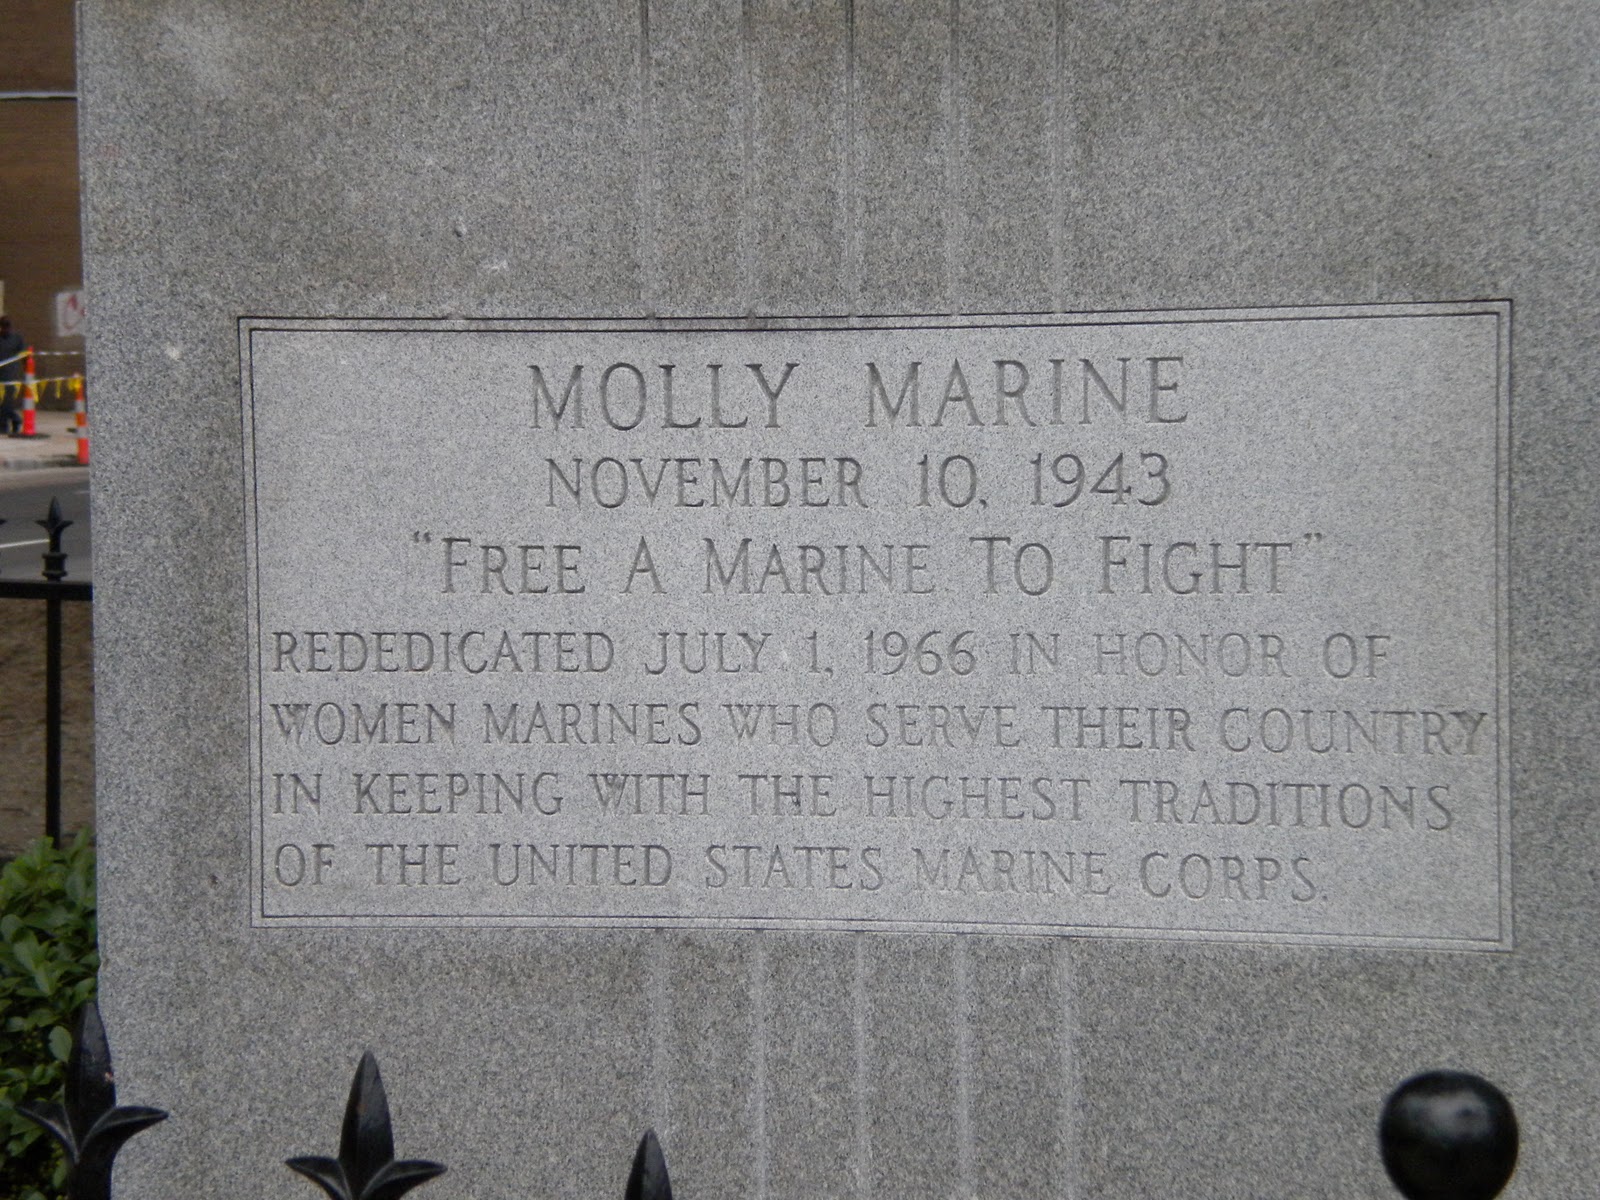 MOLLY MARINE
NOVEMBER 10, 1943
"FREE A MARINE TO FIGHT"
REDEDICATED JULY 1, 1966 IN HONOR OF
WOMEN MARINES WHO SERVE THEIR COUNTRY
IN KEEPING WITH THE HIGHEST TRADITIONS
OF THE UNITED STATES MARINE CORPS.